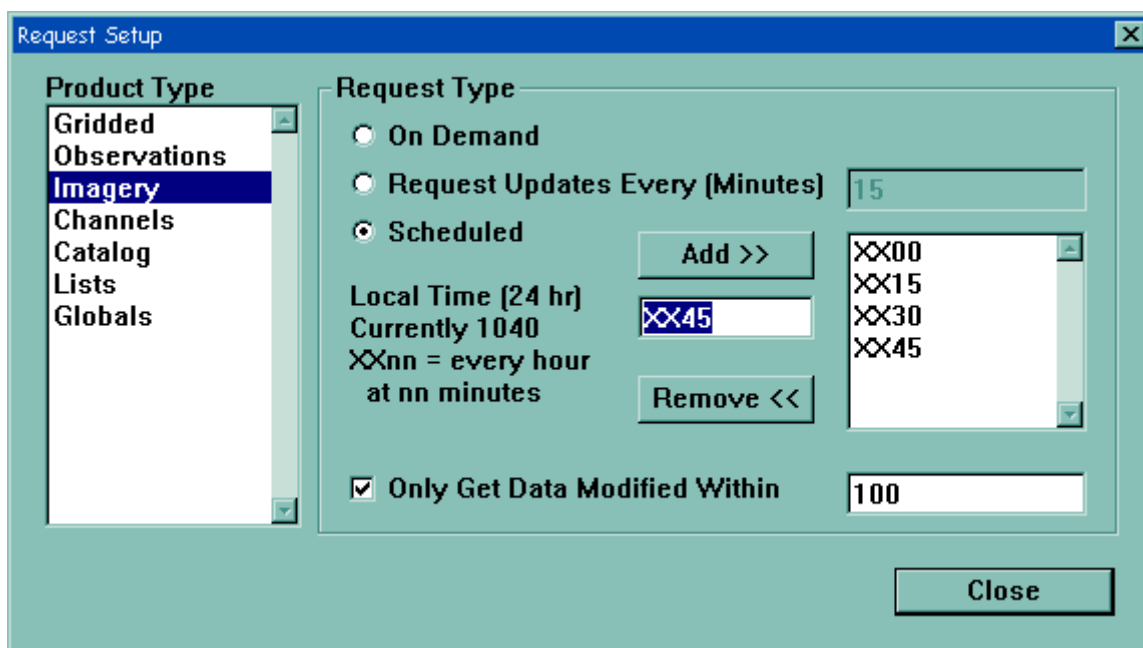 Request Setup
Product Type
Gridded
Observations
Imagery
Channels
Catalog
Lists
Globals
Request Type
On Demand
Request Updates Every (Minutes)
15
Scheduled
Add >>
Local Time (24 hr)
Currently 1040
XXnn = every hour
at nn minutes
XX45
Remove <<
XX00
XX15
XX30
XX45
Only Get Data Modified Within
100
Close